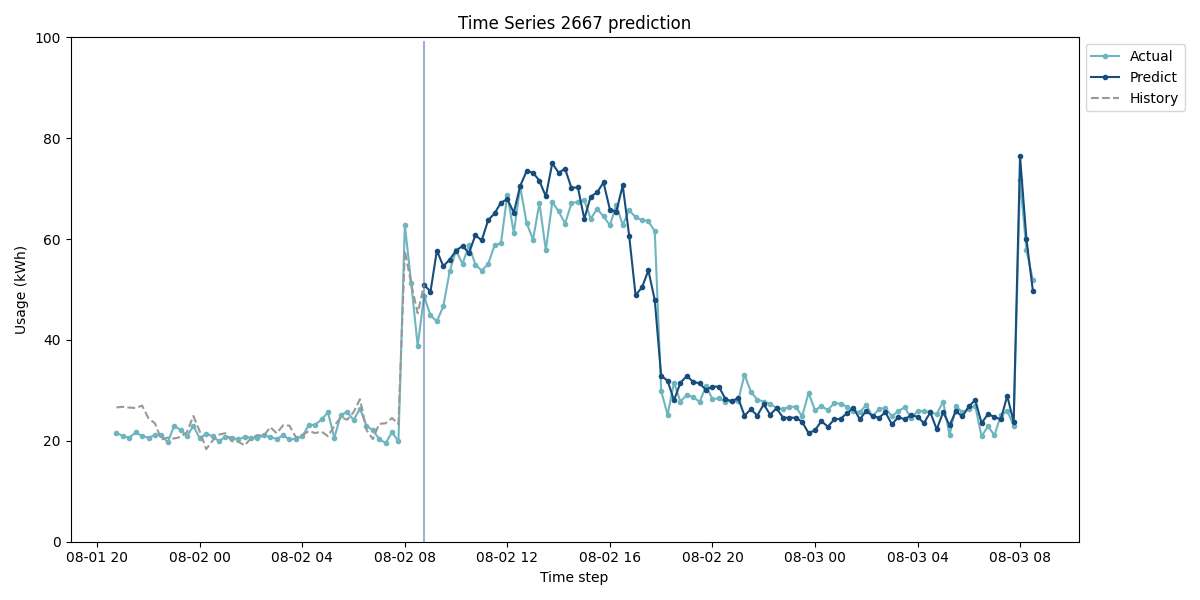 Time Series 2667 prediction
100
80
60
40
20
0
Usage (kWh)
08-01 20
08-02 00
08-02 04
08-02 08
08-02 12
08-02 16
08-02 20
08-03 00
08-03 04
08-03 08
Time step
Actual
Predict
History